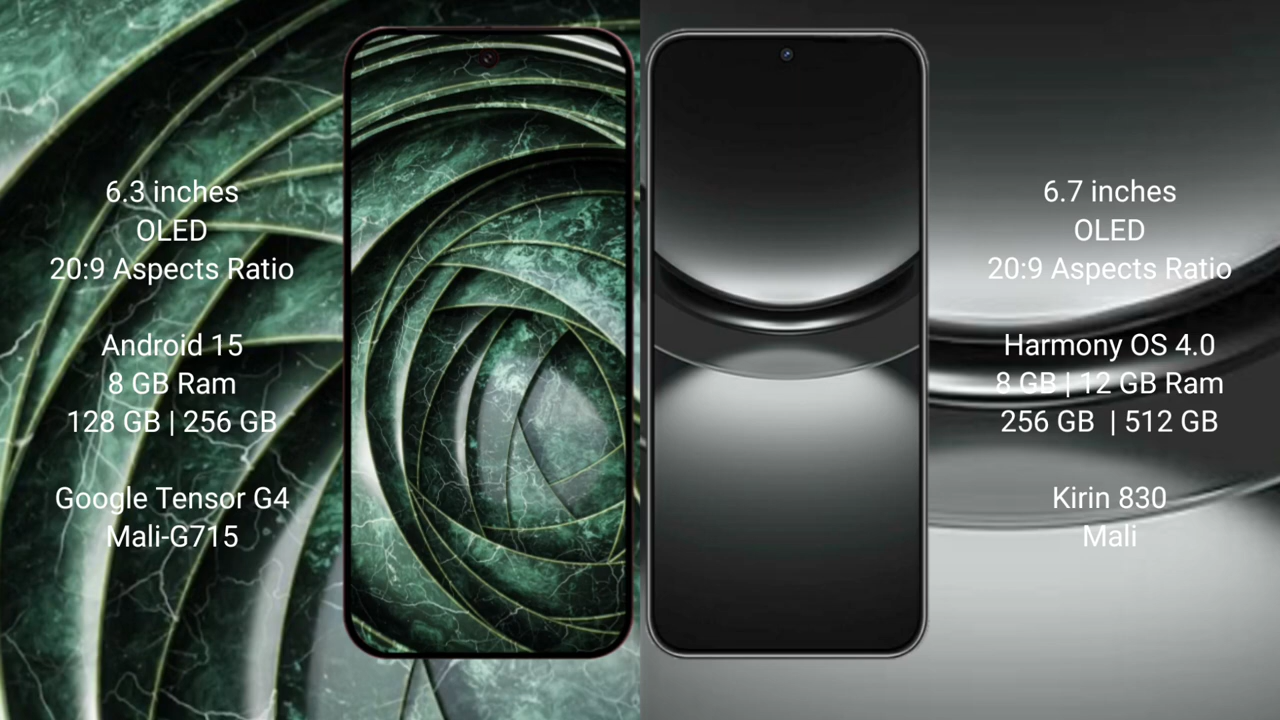 6.3 inches
OLED
20:9 Aspects Ratio
Android 15
8 GB Ram
128 GB | 256 GB
Google Tensor G4
Mali-G715
6.7 inches
OLED
20:9 Aspects Ratio
Harmony OS 4.0
8 GB | 12 GB Ram
256 GB | 512 GB
Kirin 830
Mali